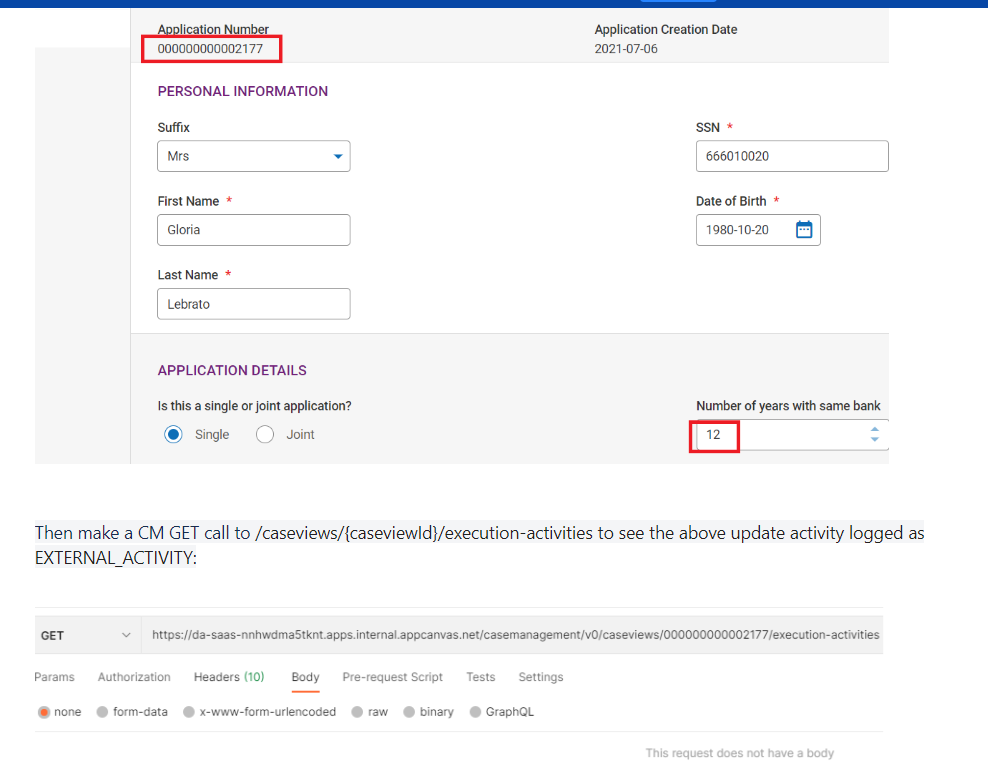 Application Number Application Creation Date
000000000002177 2021-07-06
PERSONAL INFORMATION
Suffix SSN *
Mrs 666010020
First Name * Date of Birth *
Gloria 1980-10-20
Last Name *
Lebrato
APPLICATION DETAILS
Is this a single or joint application? Number of years with same bank
Single Joint 12
Then make a CM GET call to /caseviews/{caseviewId}/execution-activities to see the above update activity logged as
EXTERNAL_ACTIVITY:
GET https://da-saas-nnhwdma5tknt.apps.internal.appcanvas.net/casemanagement/v0/caseviews/000000000002177/execution-activities
Params Authorization Headers (10) Body Pre-request Script Tests Settings
none form-data x-www-form-urlencoded raw binary GraphQL
This request does not have a body